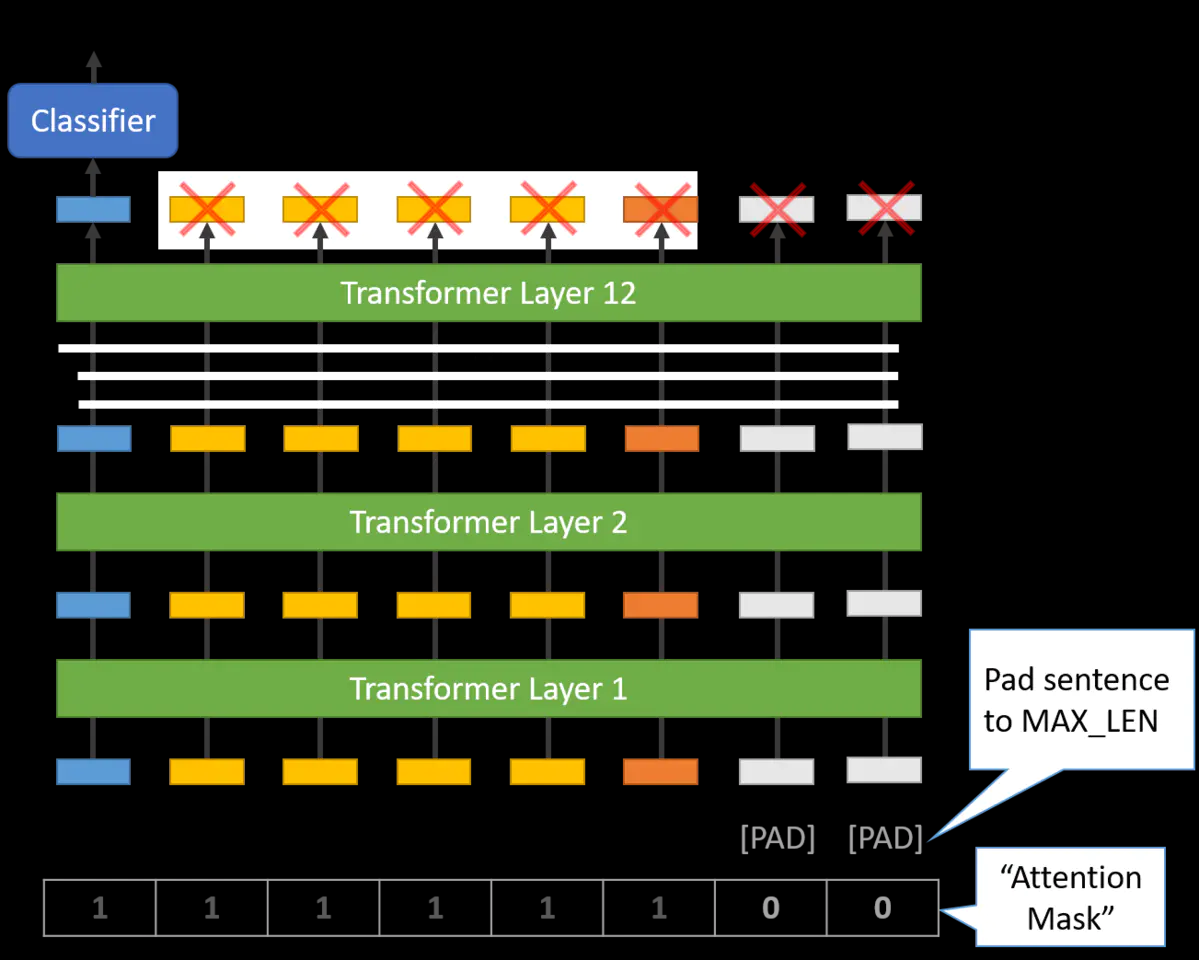 Classifier
Transformer Layer 12
Transformer Layer 2
Transformer Layer 1
Pad sentence
to MAX_LEN
[PAD] [PAD]
1 1 1 1 1 1 0 0
“Attention
Mask”